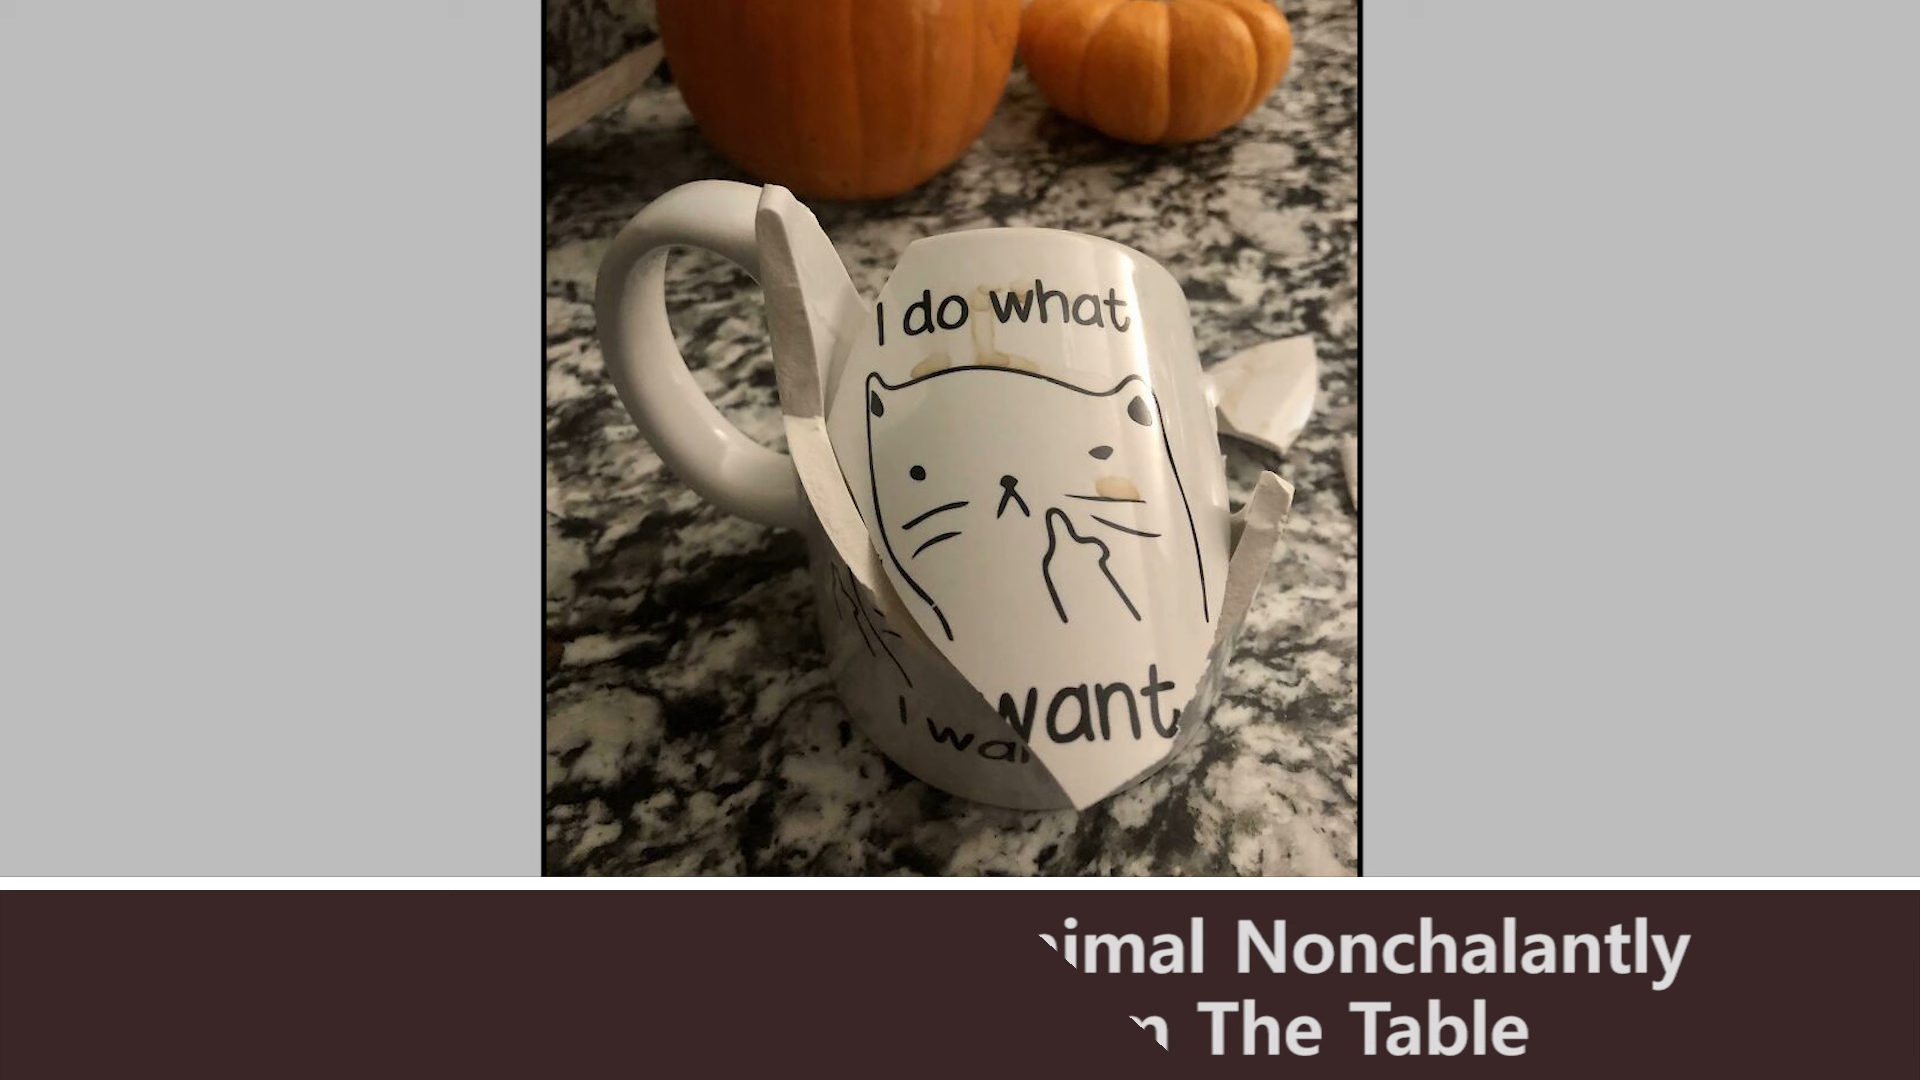 I do what
want
I wa
imal Nonchalantly
The Table